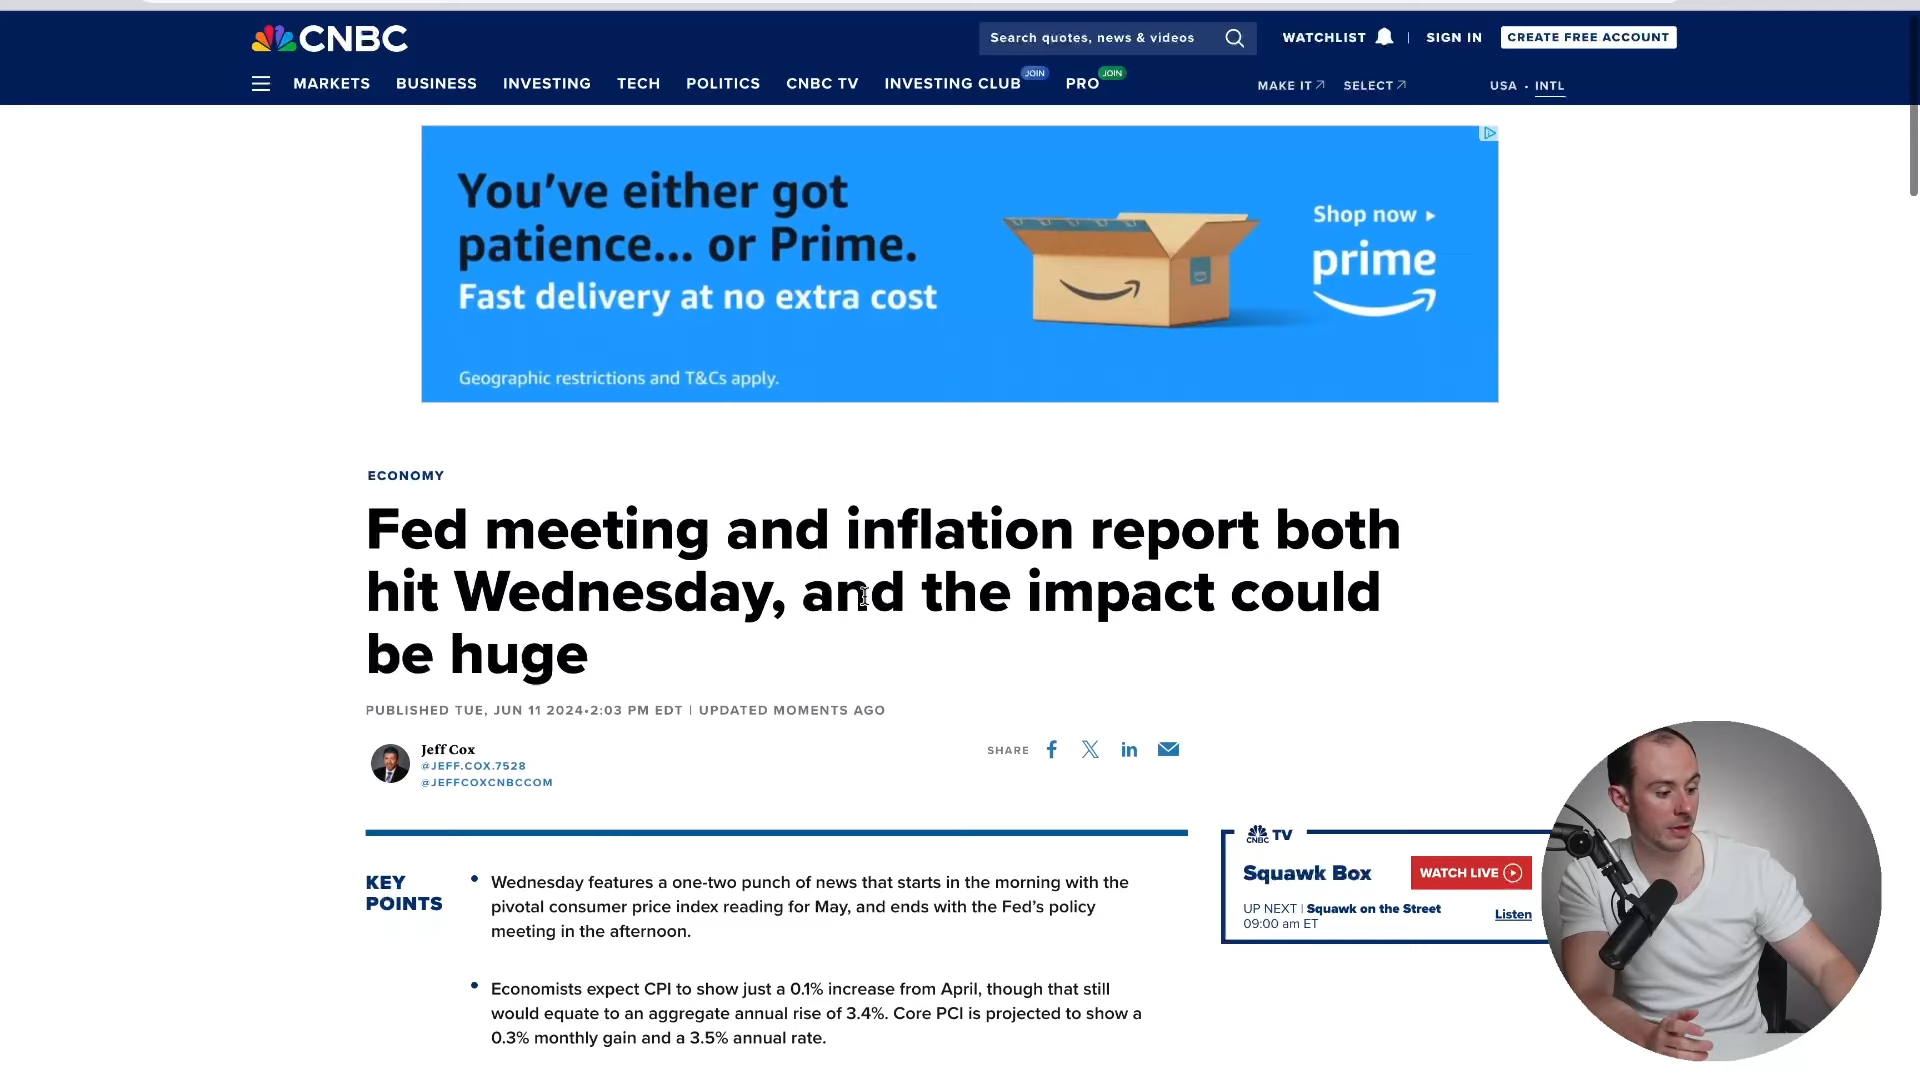 CNBC
Search quotes, news & videos
WATCHLIST
SIGN IN
CREATE FREE ACCOUNT
MARKETS
BUSINESS
INVESTING
TECH
POLITICS
CNBC TV
INVESTING CLUB
JOIN
PRO
JOIN
MAKE IT
SELECT
USA • INTL
You've either got
patience... or Prime.
Fast delivery at no extra cost
Geographic restrictions and T&Cs apply.
Shop now
prime
ECONOMY
Fed meeting and inflation report both
hit Wednesday, and the impact could
be huge
PUBLISHED TUE, JUN 11 2024•2:03 PM EDT | UPDATED MOMENTS AGO
Jeff Cox
@JEFF.COX.7528
@JEFFCOXCNBCCOM
SHARE
KEY
POINTS
• Wednesday features a one-two punch of news that starts in the morning with the
pivotal consumer price index reading for May, and ends with the Fed's policy
meeting in the afternoon.
• Economists expect CPI to show just a 0.1% increase from April, though that still
would equate to an aggregate annual rise of 3.4%. Core PCI is projected to show a
0.3% monthly gain and a 3.5% annual rate.
CNBC TV
Squawk Box
WATCH LIVE
UP NEXT | Squawk on the Street
09:00 am ET
Listen